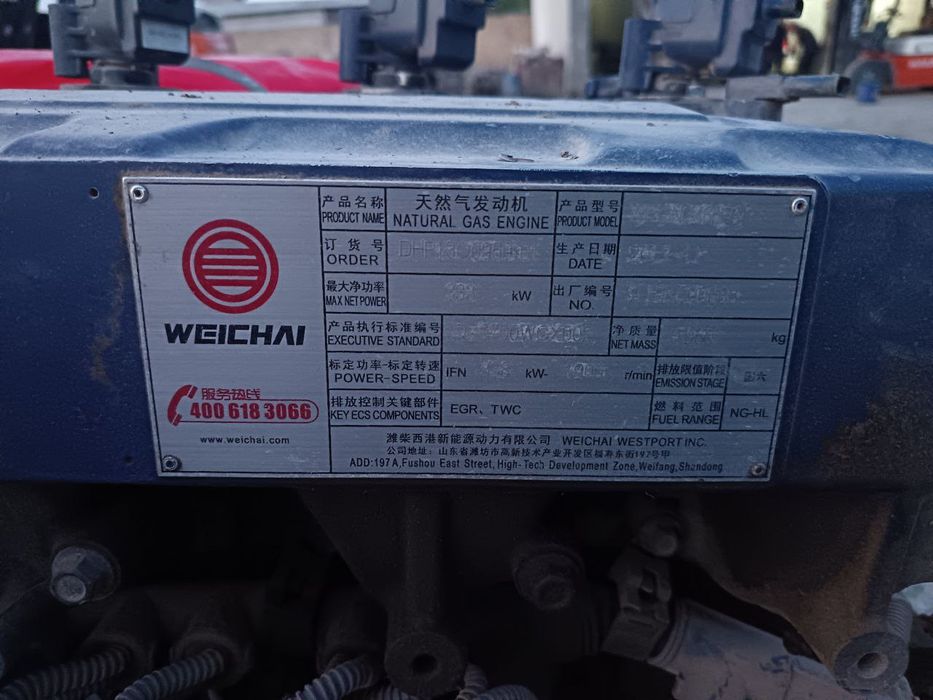 WEICHAI
服务热线
400 618 3066
www.weichai.com
产品名称
PRODUCT NAME
天然气发动机
NATURAL GAS ENGINE
产品型号
PRODUCT MODEL
订货号
ORDER
生产日期
DATE
最大净功率
MAX NET POWER
kW
出厂编号
NO.
产品执行标准编号
EXECUTIVE STANDARD
净质量
NET MASS
kg
标定功率-标定转速
POWER-SPEED
IFN kW- r/min
排放限值阶段
EMISSION STAGE
国六
排放控制关键部件
KEY ECS COMPONENTS
EGR、TWC
燃料范围
FUEL RANGE
NG-HL
潍柴西港新能源动力有限公司 WEICHAI WESTPORT INC.
公司地址：山东省潍坊市高新技术产业开发区福寿东街197号甲
ADD:197A,Fushou East Street, High-Tech Development Zone,Weifang,Shandong